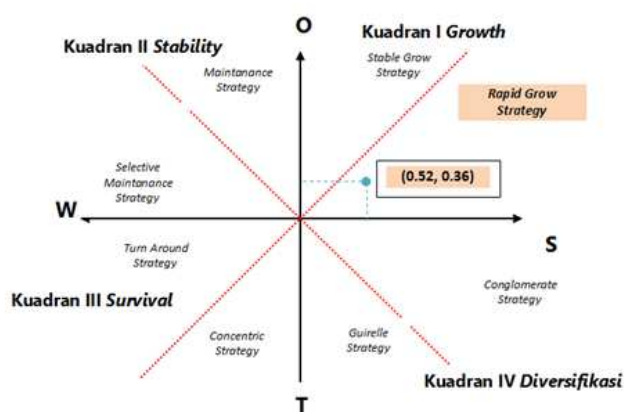 O
Kuadran I Growth
Kuadran II Stability
Stable Grow
Strategy
Maintanance
Strategy
Rapid Grow
Strategy
Selective
Maintanance
Strategy
(0.52, 0.36)
W
S
Turn Around
Strategy
Kuadran III Survival
Conglomerate
Strategy
Concentric
Strategy
Guirelle
Strategy
Kuadran IV Diversifikasi
T